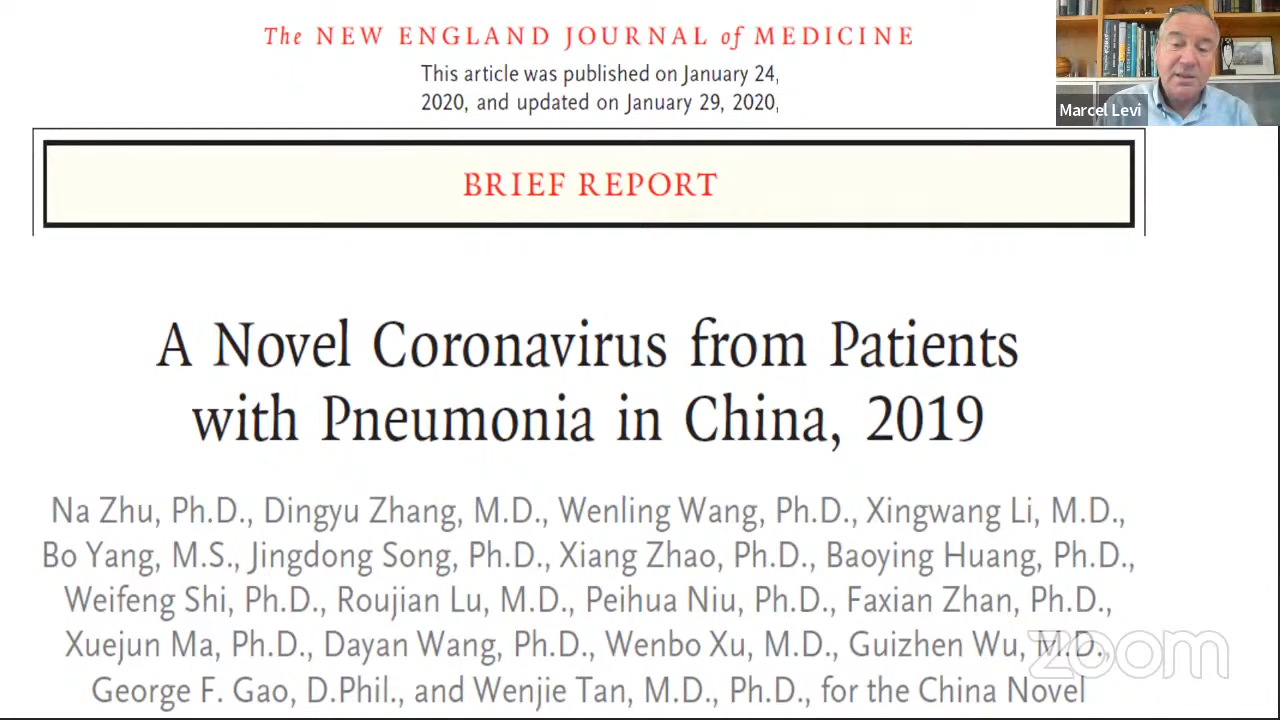 The NEW ENGLAND JOURNAL of MEDICINE
This article was published on January 24,
2020, and updated on January 29, 2020,
Marcel Levi
BRIEF REPORT
A Novel Coronavirus from Patients
with Pneumonia in China, 2019
Na Zhu, Ph.D., Dingyu Zhang, M.D., Wenling Wang, Ph.D., Xingwang Li, M.D.,
Bo Yang, M.S., Jingdong Song, Ph.D., Xiang Zhao, Ph.D., Baoying Huang, Ph.D.,
Weifeng Shi, Ph.D., Roujian Lu, M.D., Peihua Niu, Ph.D., Faxian Zhan, Ph.D.,
Xuejun Ma, Ph.D., Dayan Wang, Ph.D., Wenbo Xu, M.D., Guizhen Wu, M.D.,
George F. Gao, D.Phil., and Wenjie Tan, M.D., Ph.D., for the China Novel
zoom